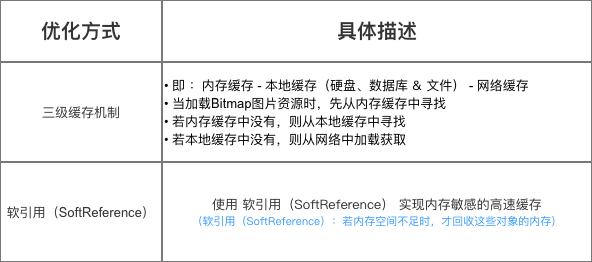 优化方式
具体描述
三级缓存机制
• 即 ： 内存缓存 - 本地缓存（硬盘、数据库 & 文件） - 网络缓存
• 当加载Bitmap图片资源时，先从内存缓存中寻找
• 若内存缓存中没有，则从本地缓存中寻找
• 若本地缓存中没有，则从网络中加载获取
软引用（SoftReference）
使用 软引用（SoftReference） 实现内存敏感的高速缓存
（软引用（SoftReference）：若内存空间不足时，才回收这些对象的内存）